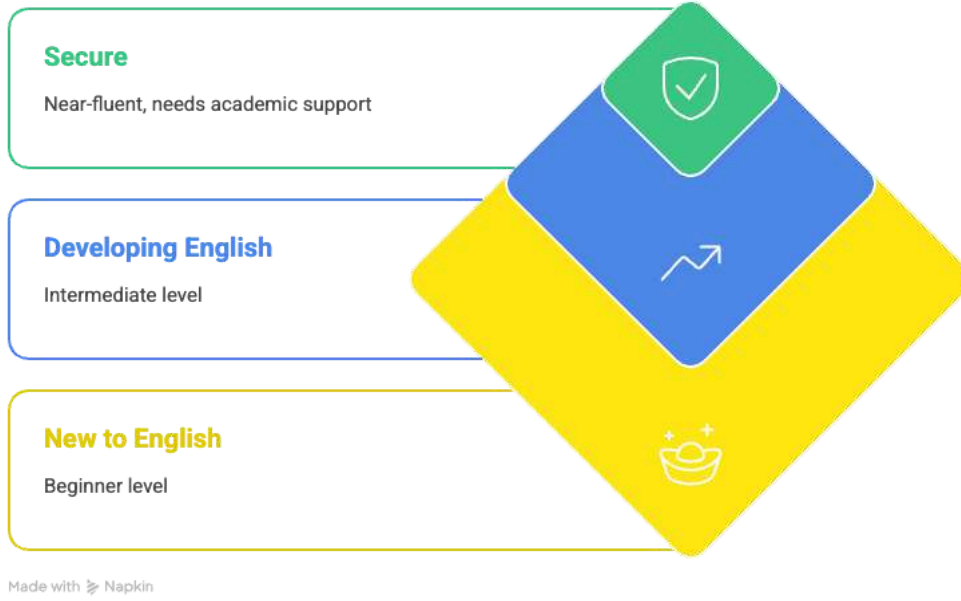 Secure
Near-fluent, needs academic support
Developing English
Intermediate level
New to English
Beginner level
Made with Napkin